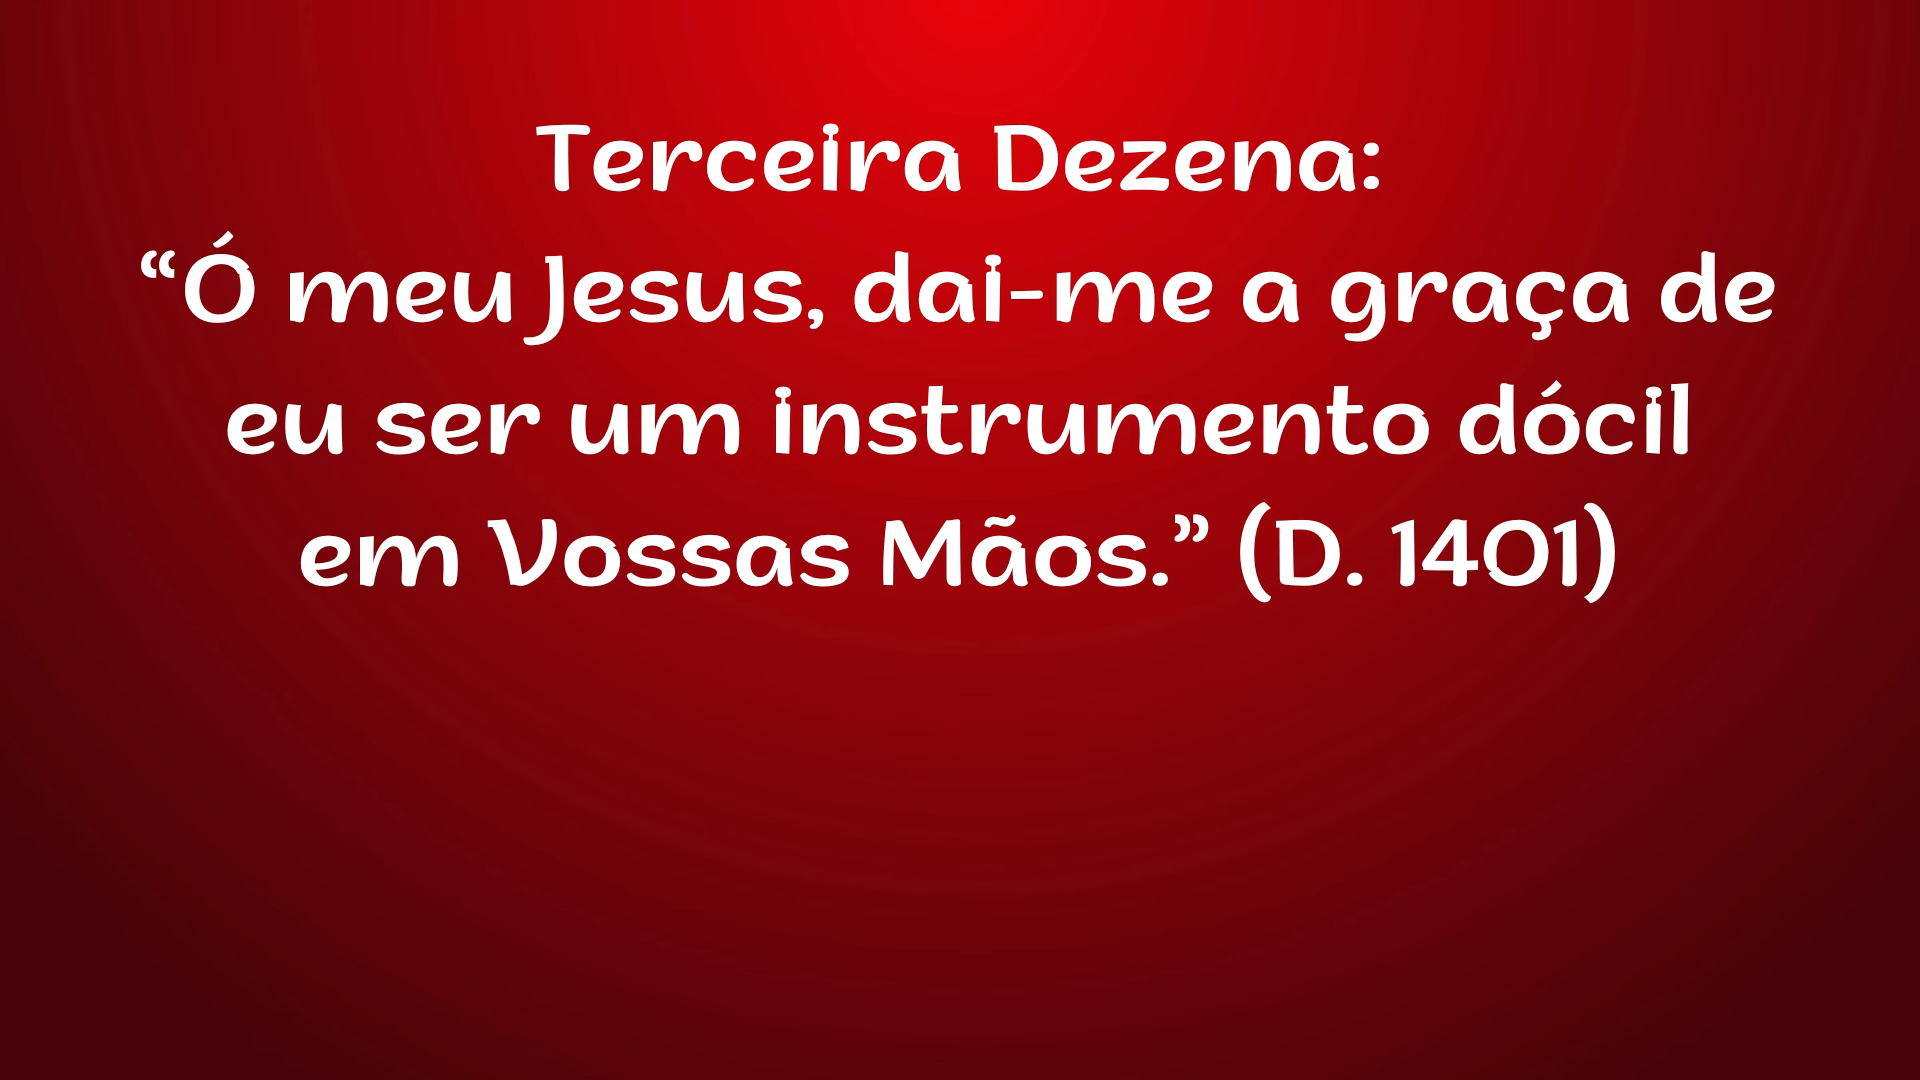 Terceira Dezena:
“Ó meu Jesus, dai-me a graça de
eu ser um instrumento dócil
em Vossas Mãos.” (D. 1401)